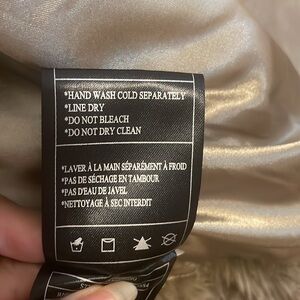 *HAND WASH COLD SEPARATELY
*LINE DRY
*DO NOT BLEACH
*DO NOT DRY CLEAN
*LAVER À LA MAIN SÉPARÉMENT À FROID
*PAS DE SÉCHAGE EN TAMBOUR
*PAS D'EAU DE JAVEL
*NETTOYAGE À SEC INTERDIT